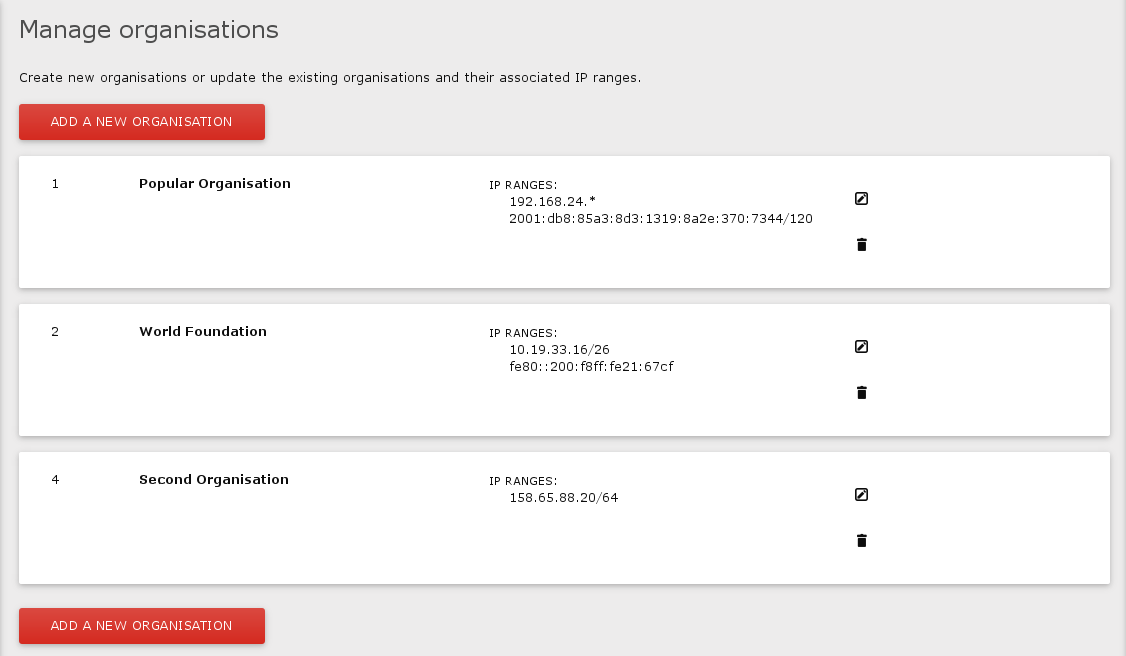 Manage organisations
Create new organisations or update the existing organisations and their associated IP ranges.
ADD A NEW ORGANISATION
1 Popular Organisation IP RANGES:
192.168.24.*
2001:db8:85a3:8d3:1319:8a2e:370:7344/120
2 World Foundation IP RANGES:
10.19.33.16/26
fe80::200:f8ff:fe21:67cf
4 Second Organisation IP RANGES:
158.65.88.20/64
ADD A NEW ORGANISATION